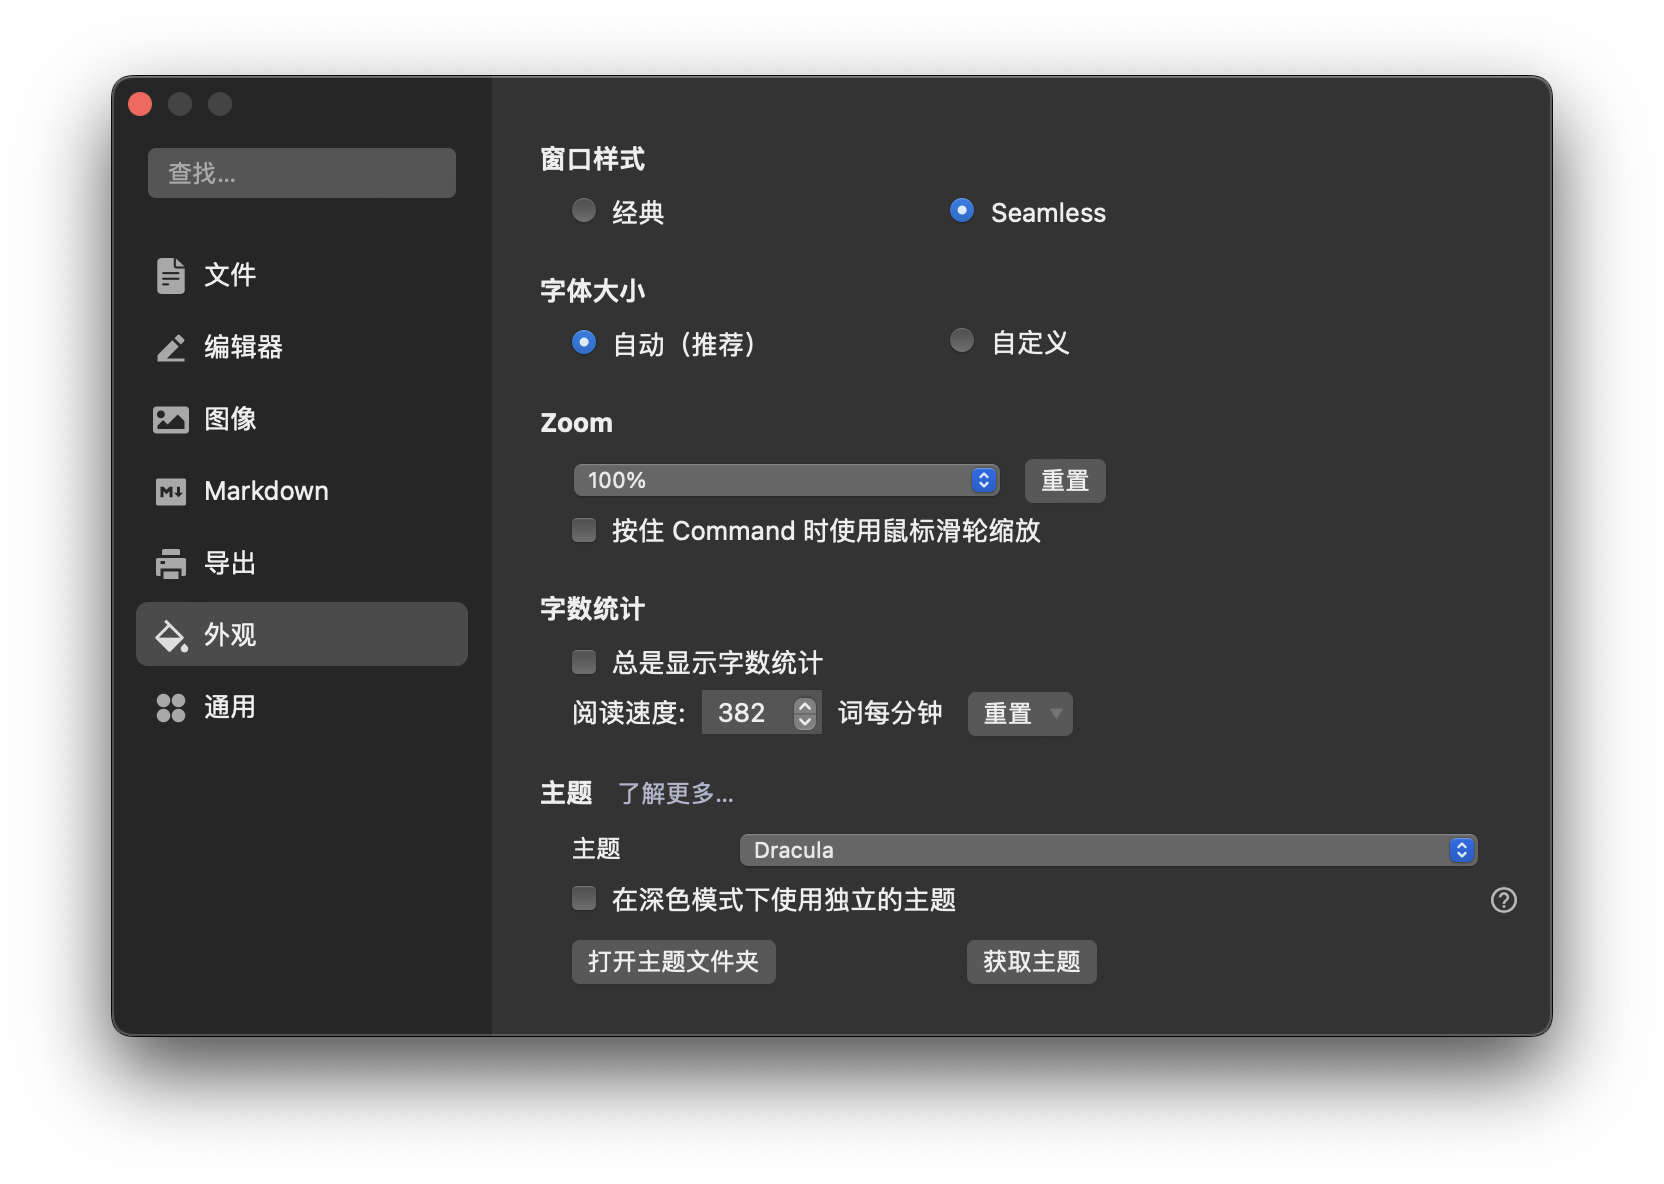 查找...
文件
编辑器
图像
Markdown
导出
外观
通用
窗口样式
经典 Seamless
字体大小
自动（推荐） 自定义
Zoom
100% 重置
按住 Command 时使用鼠标滑轮缩放
字数统计
总是显示字数统计
阅读速度: 382 词每分钟 重置
主题 了解更多...
主题 Dracula
在深色模式下使用独立的主题
打开主题文件夹 获取主题